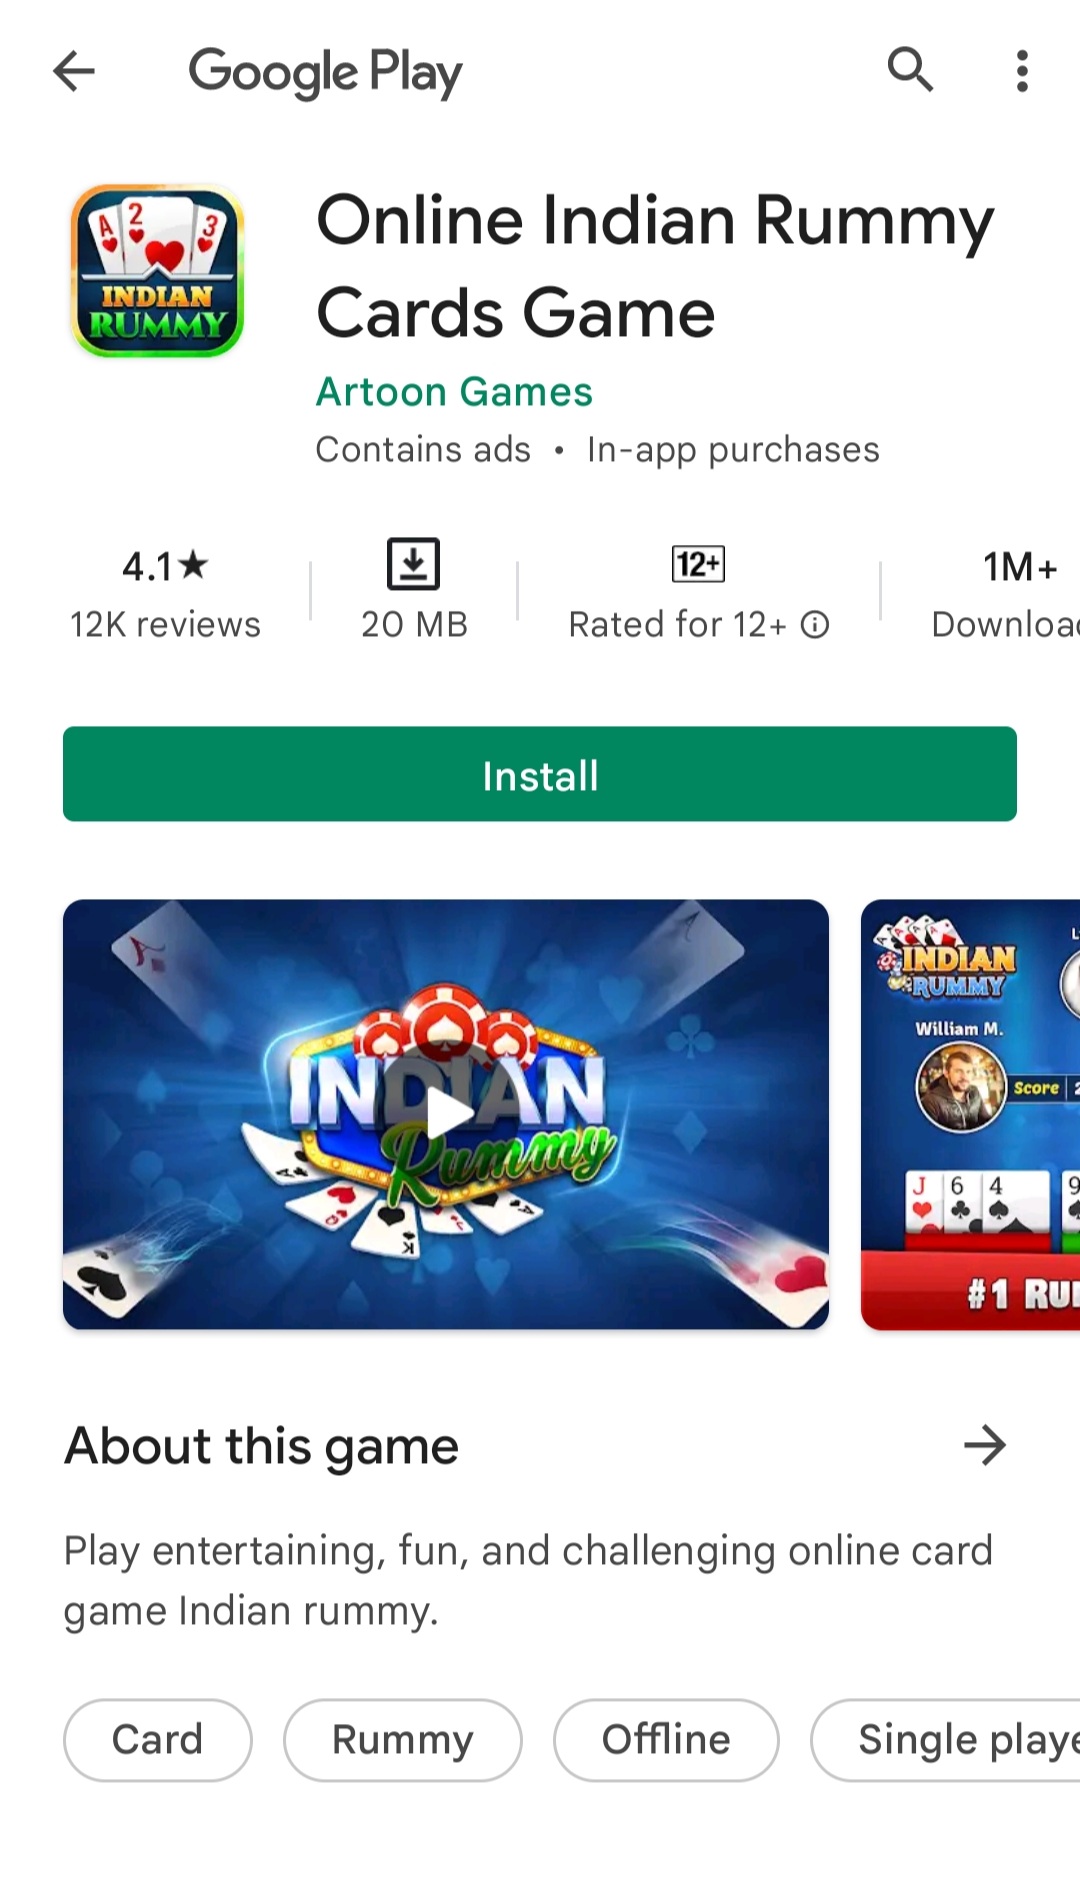 Google Play
A 2 3
INDIAN
RUMMY
Online Indian Rummy
Cards Game
Artoon Games
Contains ads • In-app purchases
4.1★
12K reviews
20 MB
12+
Rated for 12+
1M+
Downloa
Install
INDIAN
Rummy
INDIAN
RUMMY
William M.
Score
J 6 4 9
#1 RU
About this game
Play entertaining, fun, and challenging online card
game Indian rummy.
Card
Rummy
Offline
Single playe